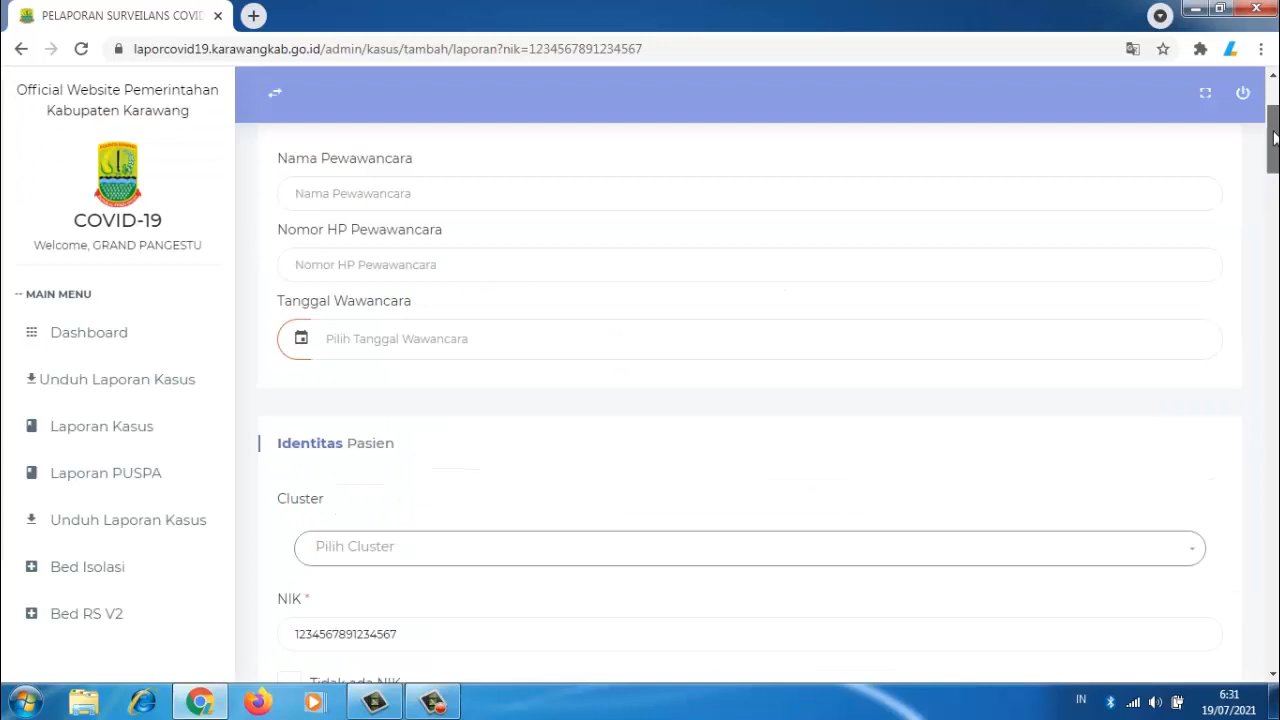 PELAPORAN SURVEILANS COVID
laporcovid19.karawangkab.go.id/admin/kasus/tambah/laporan?nik=1234567891234567
Official Website Pemerintahan
Kabupaten Karawang
COVID-19
Welcome, GRAND PANGESTU
-- MAIN MENU
Dashboard
Unduh Laporan Kasus
Laporan Kasus
Laporan PUSPA
Unduh Laporan Kasus
Bed Isolasi
Bed RS V2
Nama Pewawancara
Nama Pewawancara
Nomor HP Pewawancara
Nomor HP Pewawancara
Tanggal Wawancara
Pilih Tanggal Wawancara
Identitas Pasien
Cluster
Pilih Cluster
NIK *
1234567891234567
Tidak ada NIK
IN
6:31
19/07/2021